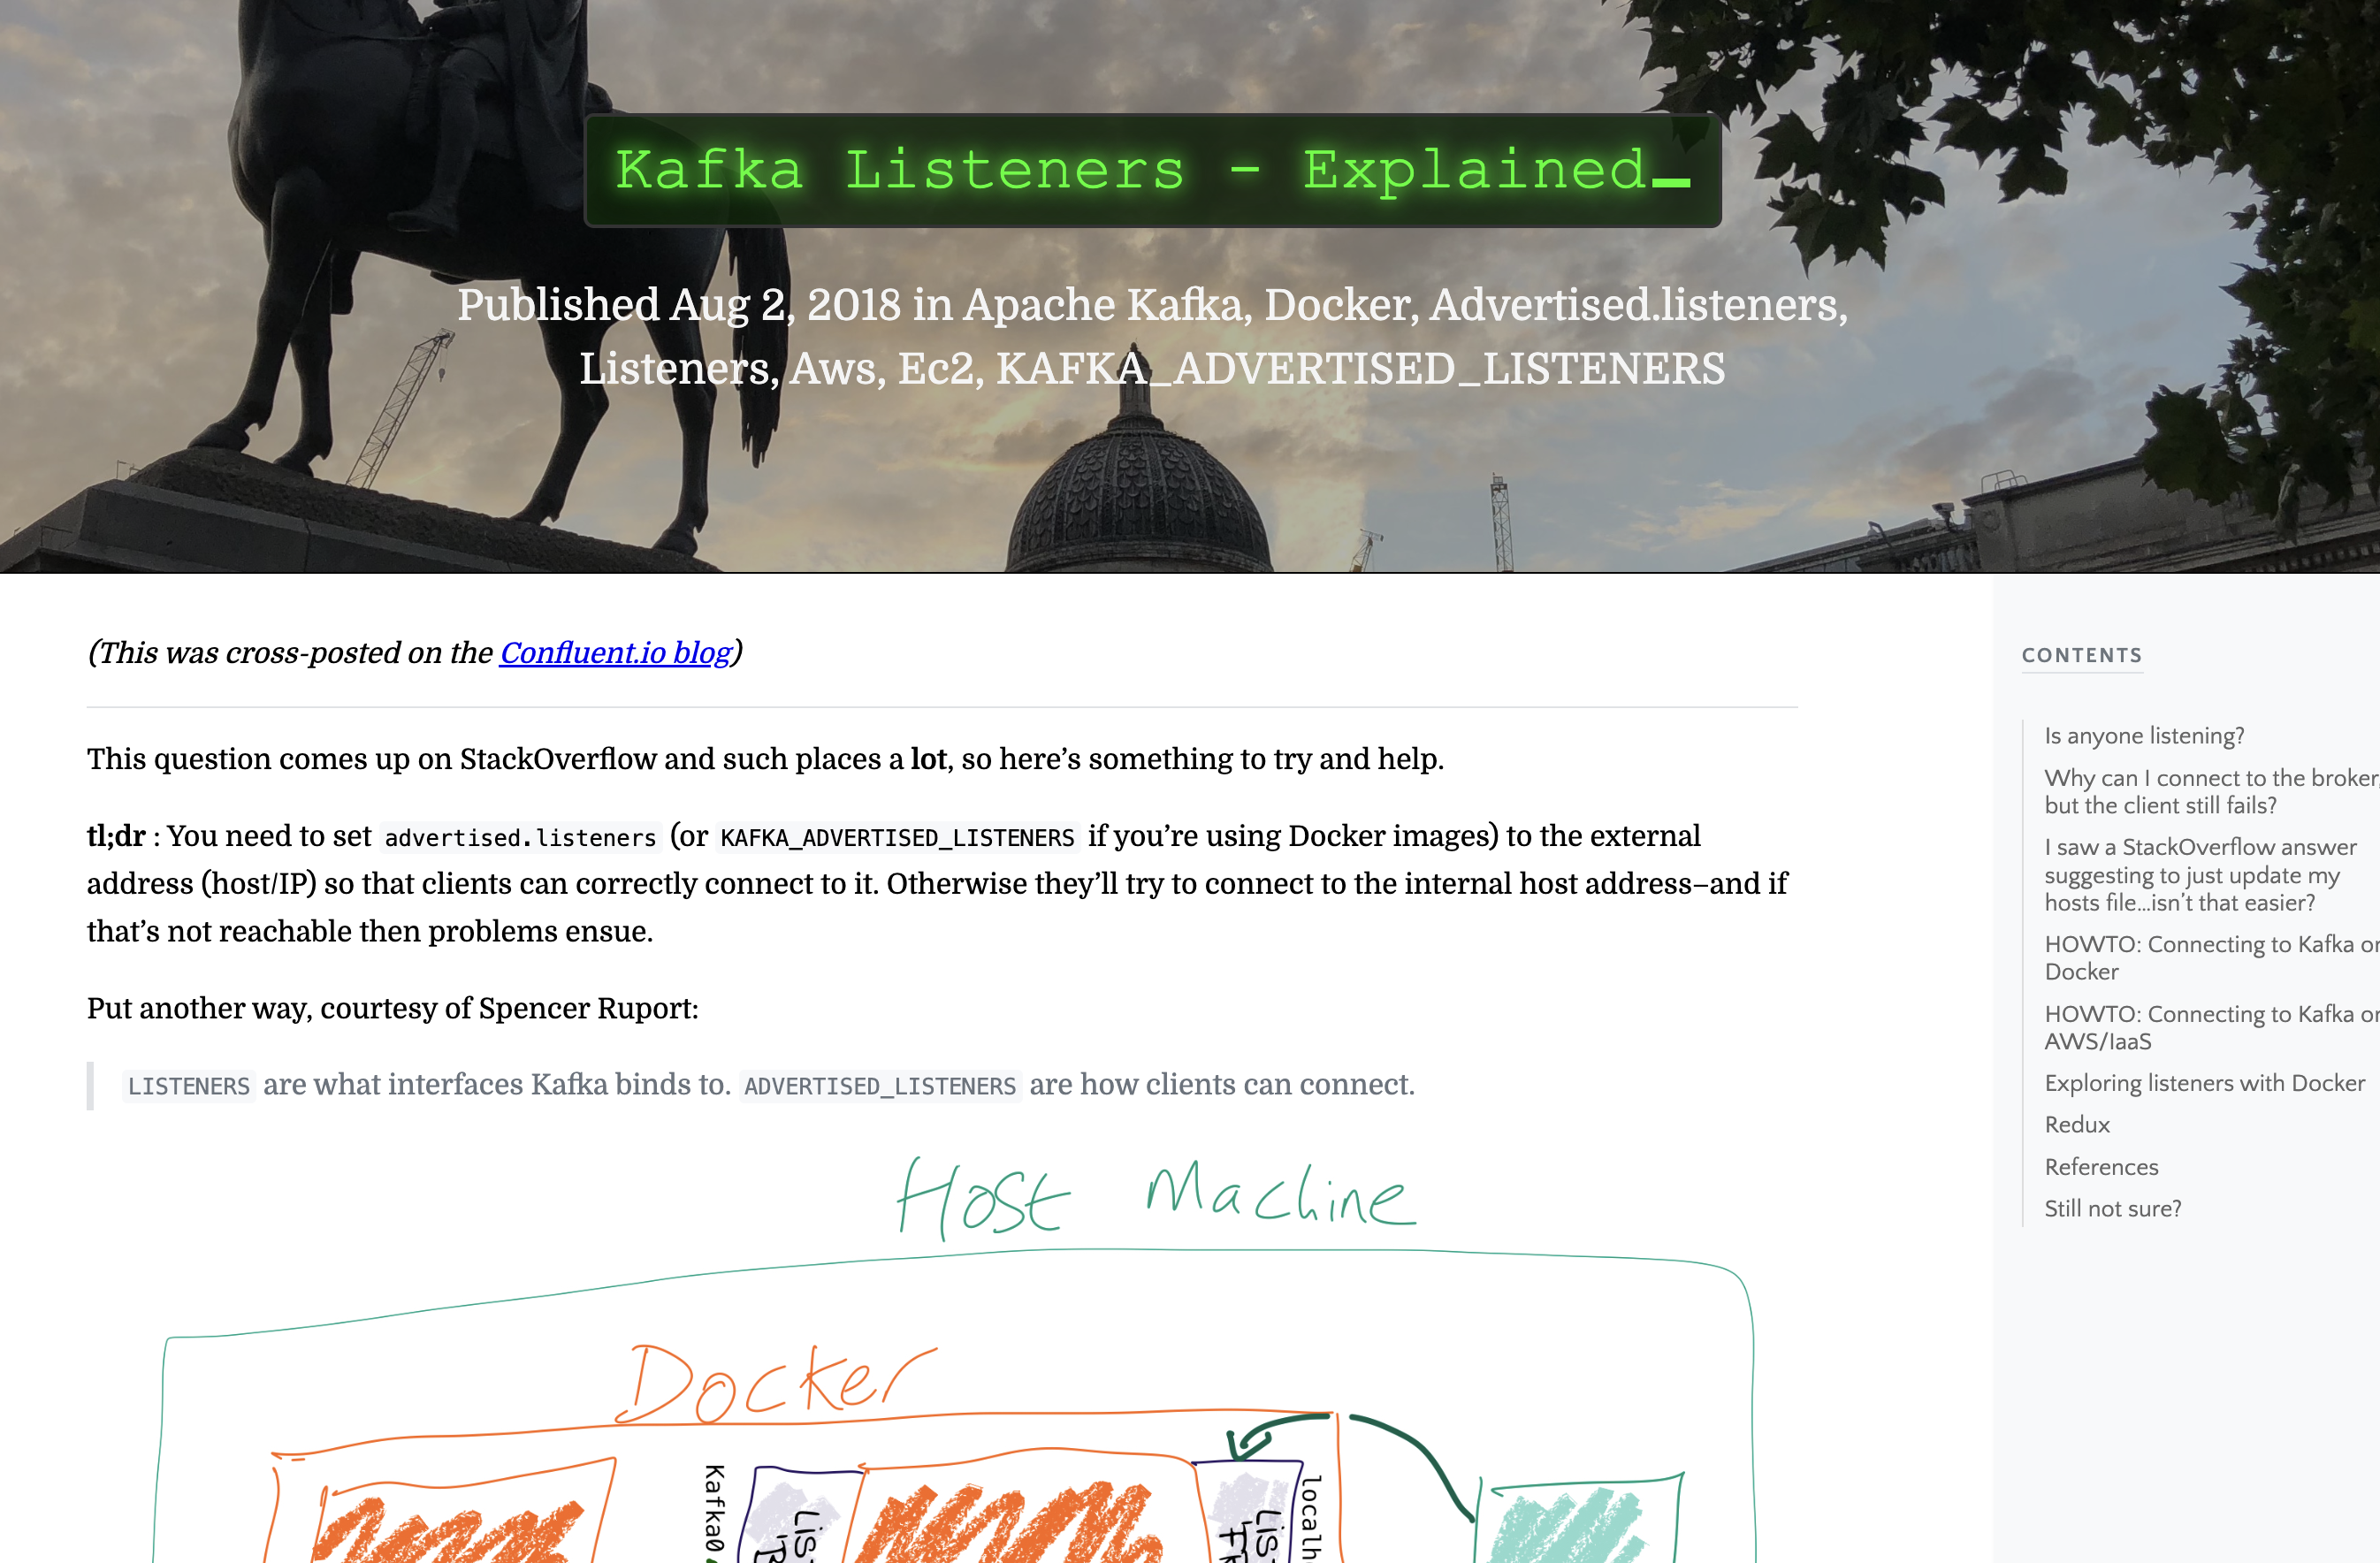 Kafka Listeners - Explained_
Published Aug 2, 2018 in Apache Kafka, Docker, Advertised.listeners,
Listeners, Aws, Ec2, KAFKA_ADVERTISED_LISTENERS
(This was cross-posted on the Confluent.io blog)
This question comes up on StackOverflow and such places a lot, so here’s something to try and help.
tl;dr : You need to set advertised.listeners (or KAFKA_ADVERTISED_LISTENERS if you’re using Docker images) to the external
address (host/IP) so that clients can correctly connect to it. Otherwise they’ll try to connect to the internal host address–and if
that’s not reachable then problems ensue.
Put another way, courtesy of Spencer Ruport:
LISTENERS are what interfaces Kafka binds to. ADVERTISED_LISTENERS are how clients can connect.
Host Machine
Docker
Kafka0
CONTENTS
Is anyone listening?
Why can I connect to the broker,
but the client still fails?
I saw a StackOverflow answer
suggesting to just update my
hosts file…isn’t that easier?
HOWTO: Connecting to Kafka on
Docker
HOWTO: Connecting to Kafka on
AWS/IaaS
Exploring listeners with Docker
Redux
References
Still not sure?